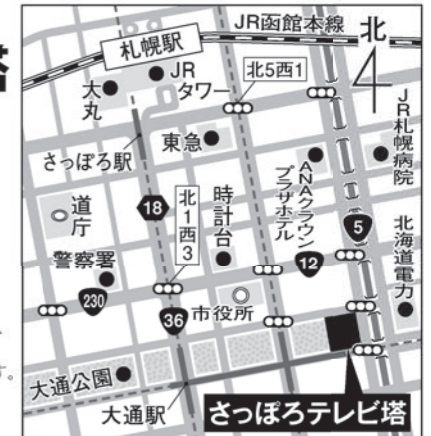 塔
す。
JR函館本線
北
札幌駅
JR
タワー
北5西1
大丸
東急
さっぽろ駅
JR札幌病院
ANAクラウン
プラザホテル
時計台
北1西3
18
道庁
5
12
北海道電力
警察署
230
36
市役所
大通公園
大通駅
さっぽろテレビ塔